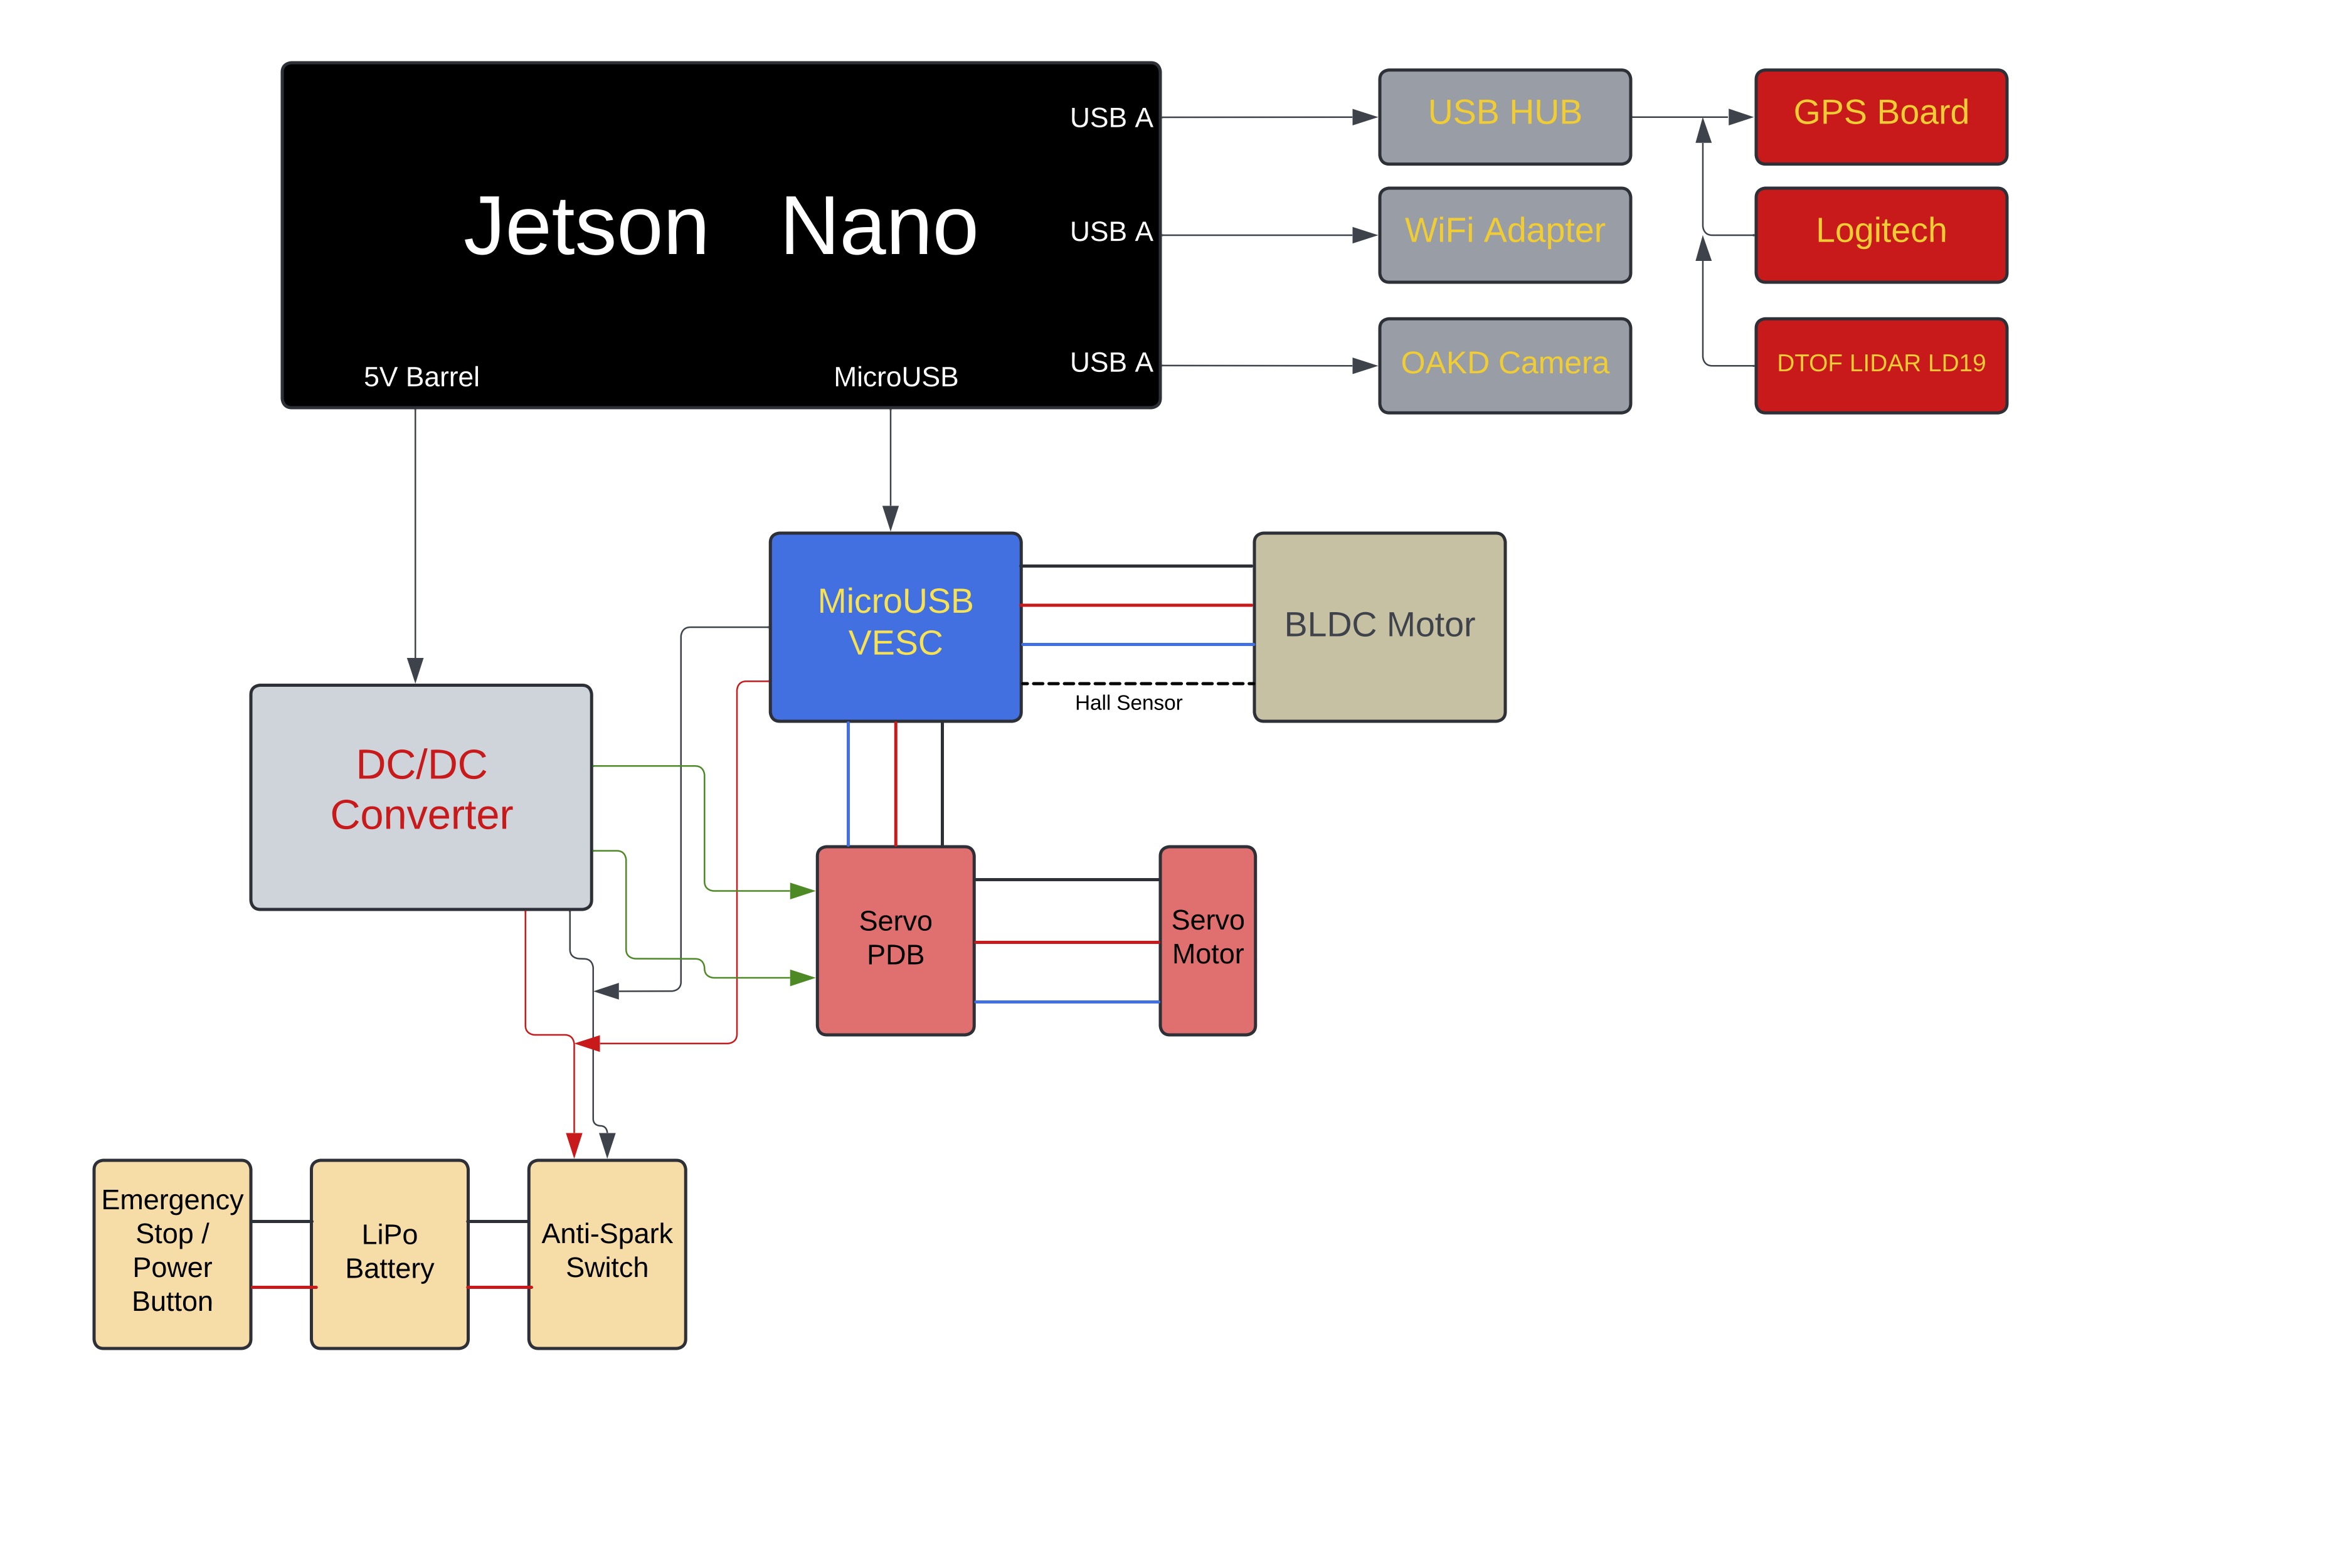 USB A
USB HUB
GPS Board
Jetson Nano
USB A
WiFi Adapter
Logitech
USB A
OAKD Camera
DTOF LIDAR LD19
5V Barrel
MicroUSB
MicroUSB
VESC
BLDC Motor
Hall Sensor
DC/DC
Converter
Servo
PDB
Servo
Motor
Emergency
Stop /
Power
Button
LiPo
Battery
Anti-Spark
Switch